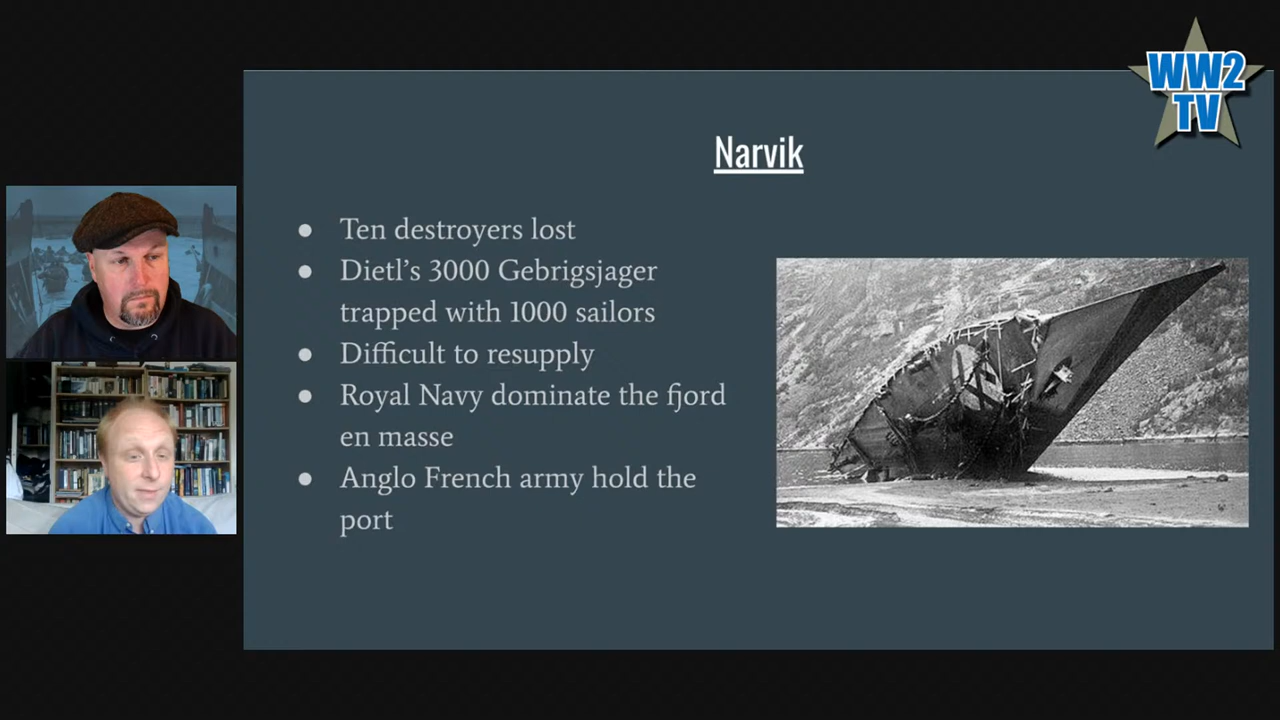 WW2
TV
Narvik
● Ten destroyers lost
● Dietl's 3000 Gebrigsjager
trapped with 1000 sailors
● Difficult to resupply
● Royal Navy dominate the fjord
en masse
● Anglo French army hold the
port